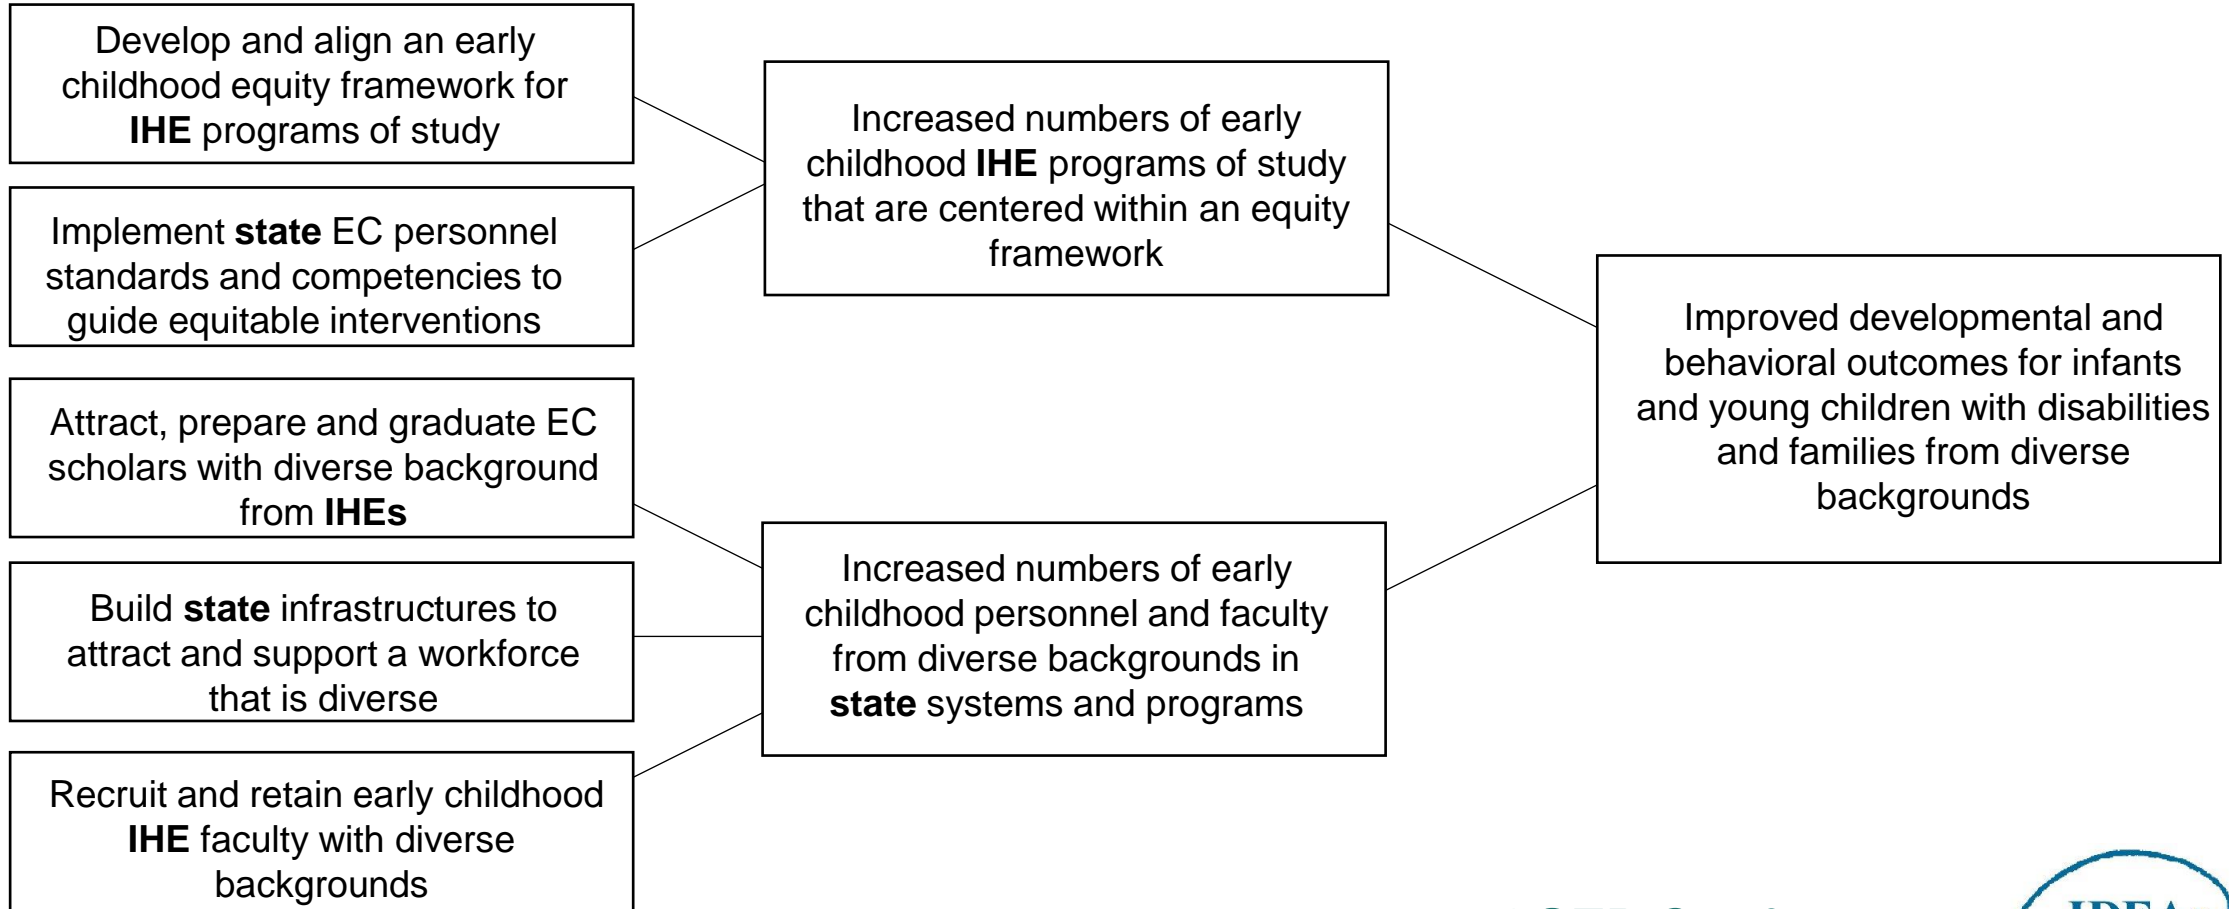 Develop and align an early
childhood equity framework for
IHE programs of study
Implement state EC personnel
standards and competencies to
guide equitable interventions
Attract, prepare and graduate EC
scholars with diverse background
from IHEs
Build state infrastructures to
attract and support a workforce
that is diverse
Recruit and retain early childhood
IHE faculty with diverse
backgrounds
Increased numbers of early
childhood IHE programs of study
that are centered within an equity
framework
Increased numbers of early
childhood personnel and faculty
from diverse backgrounds in
state systems and programs
Improved developmental and
behavioral outcomes for infants
and young children with disabilities
and families from diverse
backgrounds